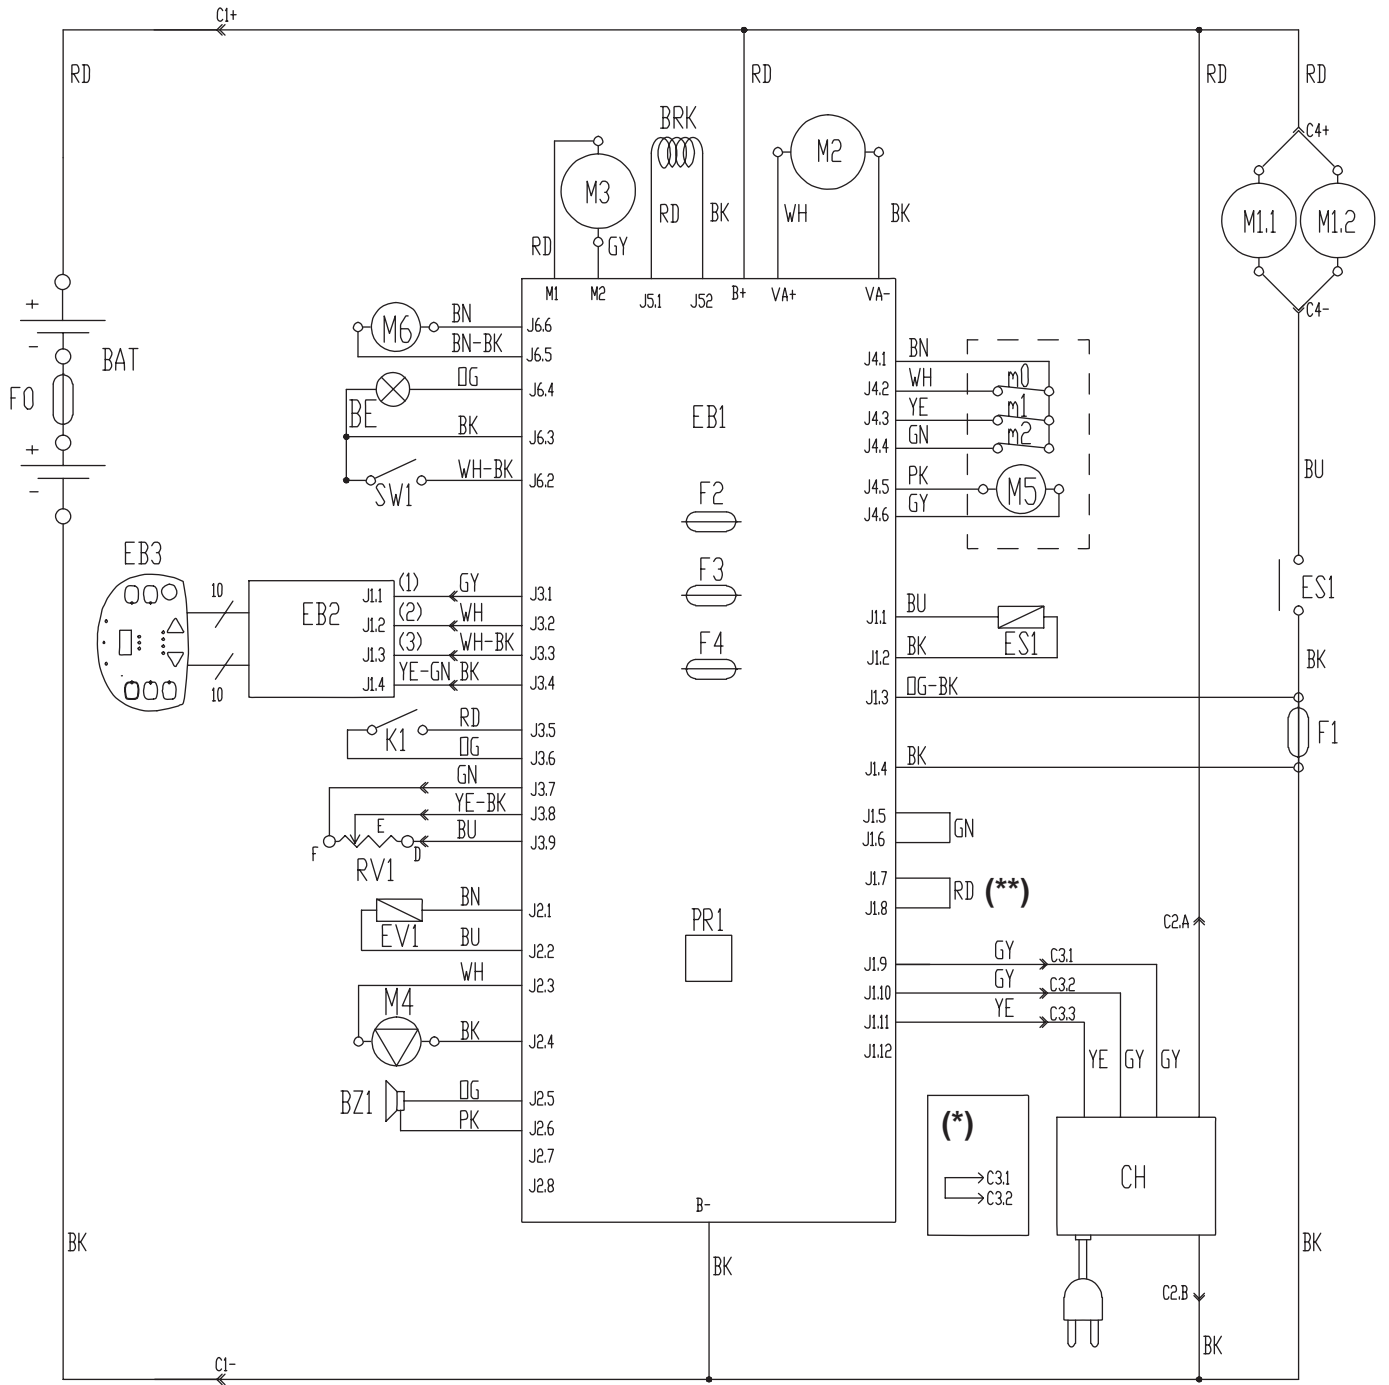 C1+
RD
RD
RD
RD
BRK
C4+
M2
M3
M1.1
M1.2
RD
BK
WH
BK
RD
GY
M1
M2
J5.1
J52
B+
VA+
VA-
C4-
+
-
BAT
F0
+
-
M6
BN
J6.6
BN-BK
J6.5
OG
J6.4
BE
BK
J6.3
WH-BK
J6.2
SW1
EB1
F2
F3
F4
J4.1
BN
J4.2
WH
m0
J4.3
YE
m1
J4.4
GN
m2
J4.5
PK
M5
J4.6
GY
BU
ES1
BK
EB3
10
10
EB2
J1.1
(1)
GY
J3.1
J1.2
(2)
WH
J3.2
J1.3
(3)
WH-BK
J3.3
J1.4
YE-GN
BK
J3.4
J1.1
BU
ES1
J1.2
BK
J1.3
OG-BK
F1
J1.4
BK
K1
RD
J3.5
OG
J3.6
GN
J3.7
YE-BK
J3.8
F
E
D
BU
J3.9
RV1
J1.5
J1.6
GN
J1.7
J1.8
RD (**)
BN
J2.1
EV1
BU
J2.2
WH
J2.3
M4
BK
J2.4
BZ1
OG
J2.5
PK
J2.6
J2.7
J2.8
PR1
C2.A
J1.9
GY
C3.1
J1.10
GY
C3.2
J1.11
YE
C3.3
J1.12
YE
GY
GY
(*)
C3.1
C3.2
CH
B-
BK
BK
BK
C2.B
BK
C1-